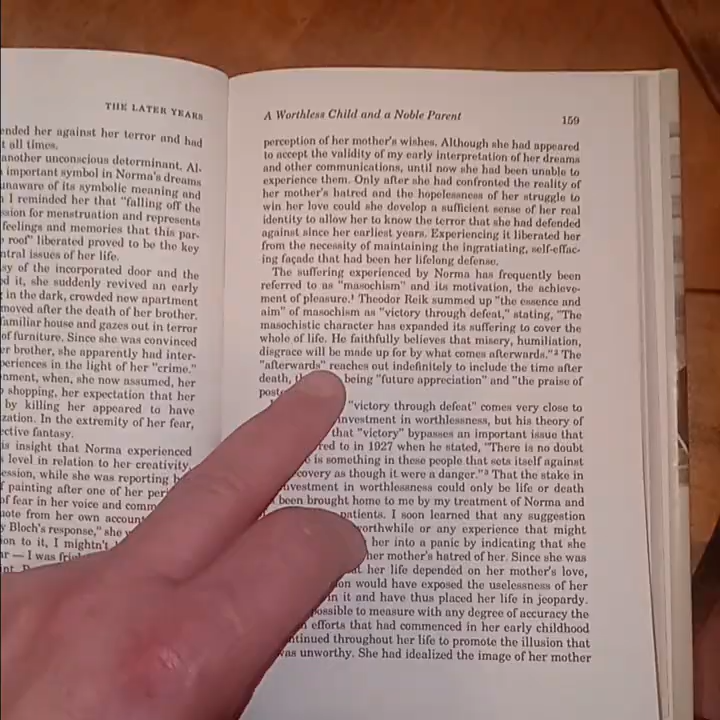 THE LATER YEARS
ended her against her terror and had
t all times.
another unconscious determinant. Al-
important symbol in Norma's dreams
unaware of its symbolic meaning and
I reminded her that "falling off the
sion for menstruation and represents
feelings and memories that this par-
roof" liberated proved to be the key
ntral issues of her life.
sy of the incorporated door and the
d it, she suddenly revived an early
in the dark, crowded new apartment
moved after the death of her brother.
familiar house and gazes out in terror
of furniture. Since she was convinced
er brother, she apparently had inter-
periences in the light of her "crime."
nment, when, she now assumed, her
shopping, her expectation her
by killing her appeared to have
zation. In the extremity of her fear,
ective fantasy.
is insight that Norma experienced
level in relation to her creativity,
ession, while she was reporting
painting after one of her
of fear in her voice and
uote from her own account
y Bloch's response," she
ion to it, I mightn't
ar — I was
A Worthless Child and a Noble Parent
159
perception of her mother's wishes. Although she had appeared
to accept the validity of my early interpretation of her dreams
and other communications, until now she had been unable to
experience them. Only after she had confronted the reality of
her mother's hatred and the hopelessness of her struggle to
win her love could she develop a sufficient sense of her real
identity to allow her to know the terror that she had defended
against since her earliest years. Experiencing it liberated her
from the necessity of maintaining the ingratiating, self-effac-
ing façade that had been her lifelong defense.
The suffering experienced by Norma has frequently been
referred to as "masochism" and its motivation, the achieve-
ment of pleasure.¹ Theodor Reik summed up "the essence and
aim" of masochism as "victory through defeat," stating, "The
masochistic character has expanded its suffering to cover the
whole of life. He faithfully believes that misery, humiliation,
disgrace will be made up for by what comes afterwards."² The
"afterwards" reaches out indefinitely to include the time after
death, being "future appreciation" and "the praise of
"victory through defeat" comes very close to
investment in worthlessness, but his theory of
that "victory" bypasses an important issue that
red to in 1927 when he stated, "There is no doubt
is something in these people that sets itself against
covery as though it were a danger."³ That the stake in
nvestment in worthlessness could only be life or death
been brought home to me by my treatment of Norma and
patients. I soon learned that any suggestion
worthwhile or any experience that might
her into a panic by indicating that she
her mother's hatred of her. Since she was
her life depended on her mother's love,
on would have exposed the uselessness of her
in it and have thus placed her life in jeopardy.
possible to measure with any degree of accuracy the
efforts that had commenced in her early childhood
ntinued throughout her life to promote the illusion that
was unworthy. She had idealized the image of her mother